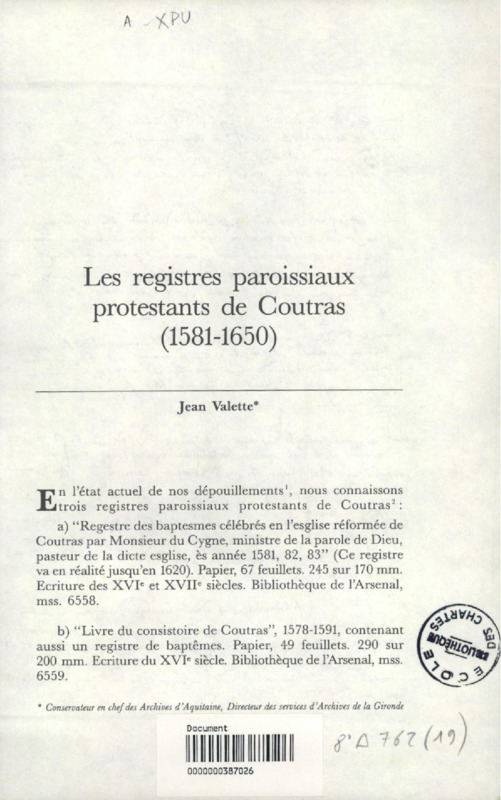 A - XPU
Les registres paroissiaux
protestants de Coutras
(1581-1650)
Jean Valette*
En l'état actuel de nos dépouillements¹, nous connaissons
trois registres paroissiaux protestants de Coutras² :
a) “Regestre des baptesmes célébrés en l'esglise réformée de
Coutras par Monsieur du Cygne, ministre de la parole de Dieu,
pasteur de la dicte esglise, ès année 1581, 82, 83” (Ce registre
va en réalité jusqu'en 1620). Papier, 67 feuillets. 245 sur 170 mm.
Ecriture des XVIᵉ et XVIIᵉ siècles. Bibliothèque de l'Arsenal,
mss. 6558.
b) “Livre du consistoire de Coutras”, 1578-1591, contenant
aussi un registre de baptêmes. Papier, 49 feuillets. 290 sur
200 mm. Ecriture du XVIᵉ siècle. Bibliothèque de l'Arsenal, mss.
6559.
ECOLE DES CHARTES
BIBLIOTHÈQUE
* Conservateur en chef des Archives d'Aquitaine, Directeur des services d'Archives de la Gironde
Document
0000000387026
8° Δ 762 (19)